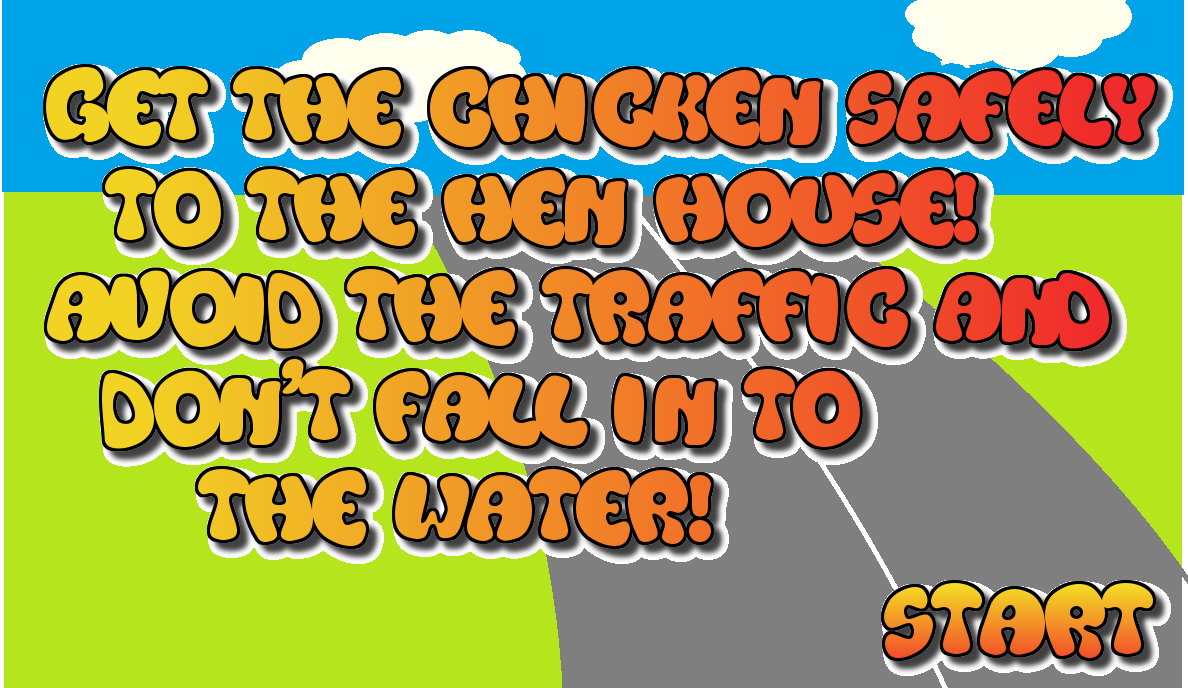 GET THE CHICKEN SAFELY
TO THE HEN HOUSE!
AVOID THE TRAFFIC AND
DON'T FALL IN TO
THE WATER!
START